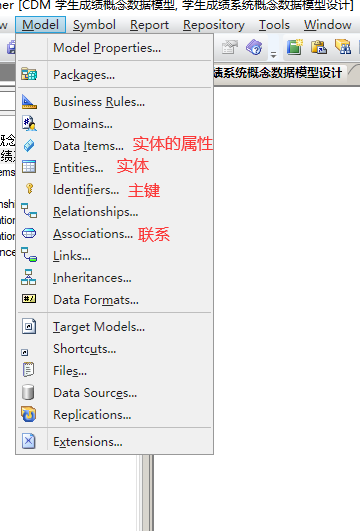 ner [CDM 学生成绩概念数据模型, 学生成绩系统概念数据模型设计]
w Model Symbol Report Repository Tools Window
Model Properties...
成绩系统概念数据模型设计
Packages...
Business Rules...
Domains...
Data Items... 实体的属性
Entities... 实体
Identifiers... 主键
Relationships...
Associations... 联系
Links...
Inheritances...
Data Formats...
Target Models...
Shortcuts...
Files...
Data Sources...
Replications...
Extensions...